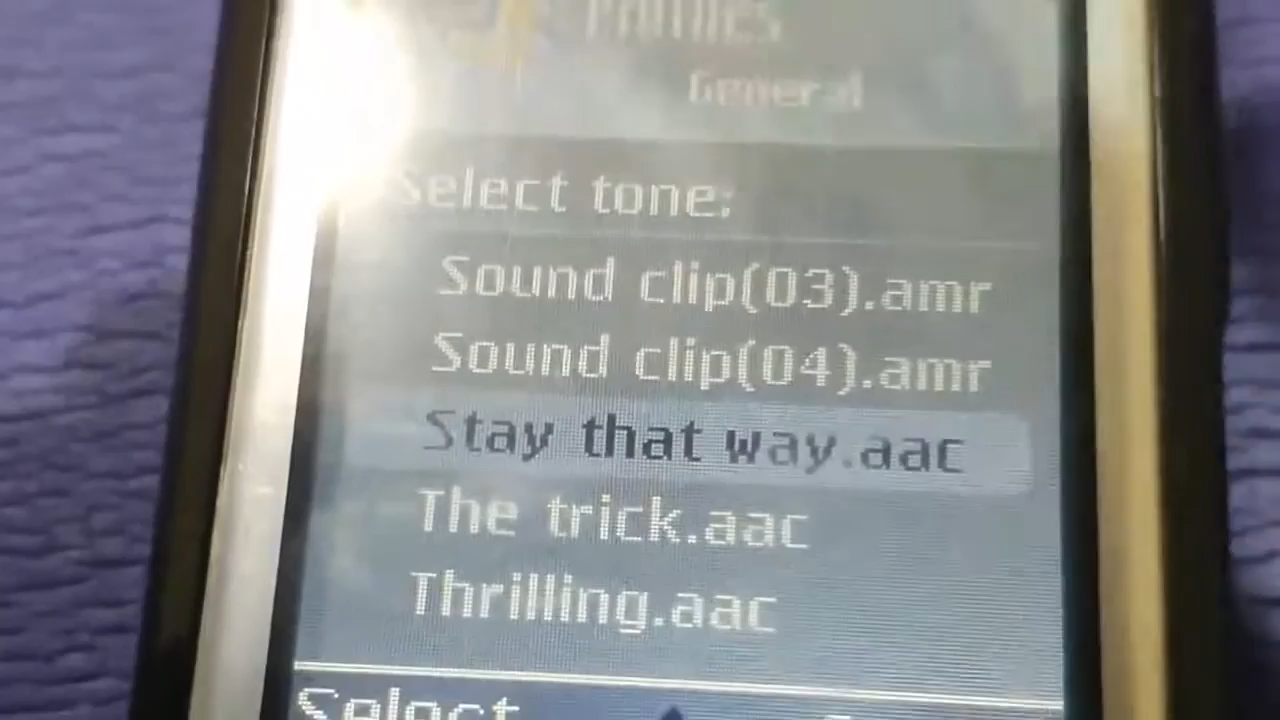 Profiles
General
Select tone:
Sound clip(03).amr
Sound clip(04).amr
Stay that way.aac
The trick.aac
Thrilling.aac
Select